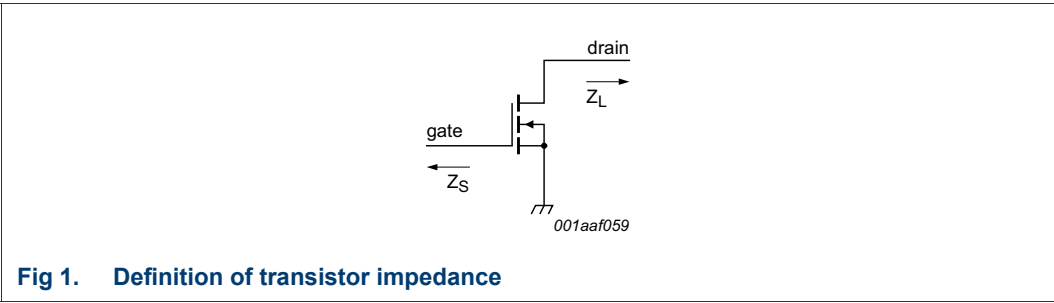 drain
Z_L
gate
Z_S
001aaf059
Fig 1. Definition of transistor impedance